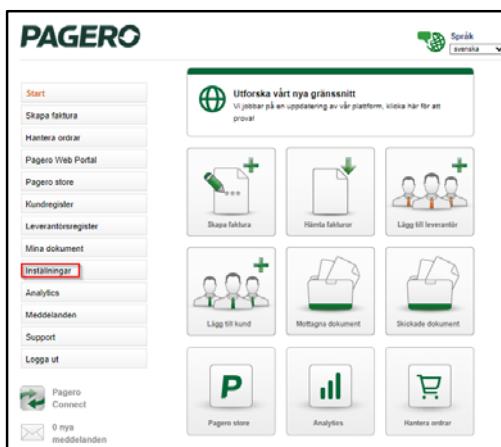 PAGERO
Språk
svenska
Start
Skapa faktura
Hantera ordrar
Pagero Web Portal
Pagero store
Kundregister
Leverantörsregister
Mina dokument
Inställningar
Analytics
Meddelanden
Support
Logga ut
Pagero
Connect
0 nya
meddelanden
Utforska vårt nya gränssnitt
Vi jobbar på en uppdatering av vår plattform, klicka här för att
prova!
Skapa faktura
Hämta fakturor
Lägg till leverantör
Lägg till kund
Mottagna dokument
Skickade dokument
P
Pagero store
Analytics
Hantera ordrar